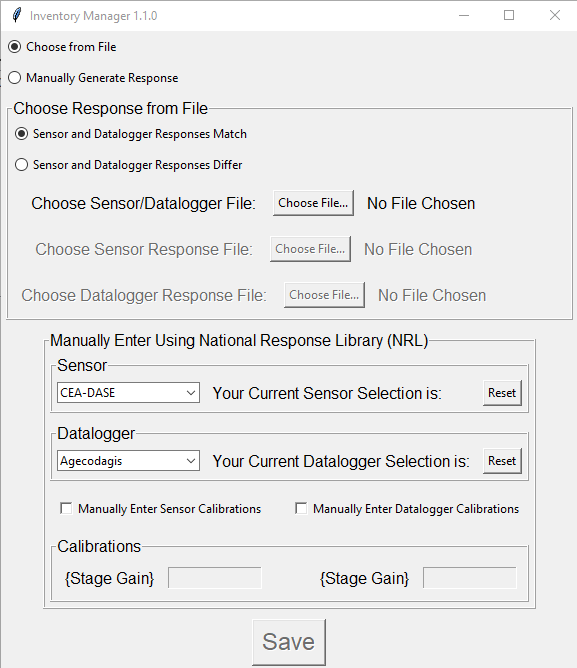 Inventory Manager 1.1.0
Choose from File
Manually Generate Response
Choose Response from File
Sensor and Datalogger Responses Match
Sensor and Datalogger Responses Differ
Choose Sensor/Datalogger File: Choose File... No File Chosen
Choose Sensor Response File: Choose File... No File Chosen
Choose Datalogger Response File: Choose File... No File Chosen
Manually Enter Using National Response Library (NRL)
Sensor
CEA-DASE Your Current Sensor Selection is: Reset
Datalogger
Agecodagis Your Current Datalogger Selection is: Reset
Manually Enter Sensor Calibrations Manually Enter Datalogger Calibrations
Calibrations
{Stage Gain} {Stage Gain}
Save